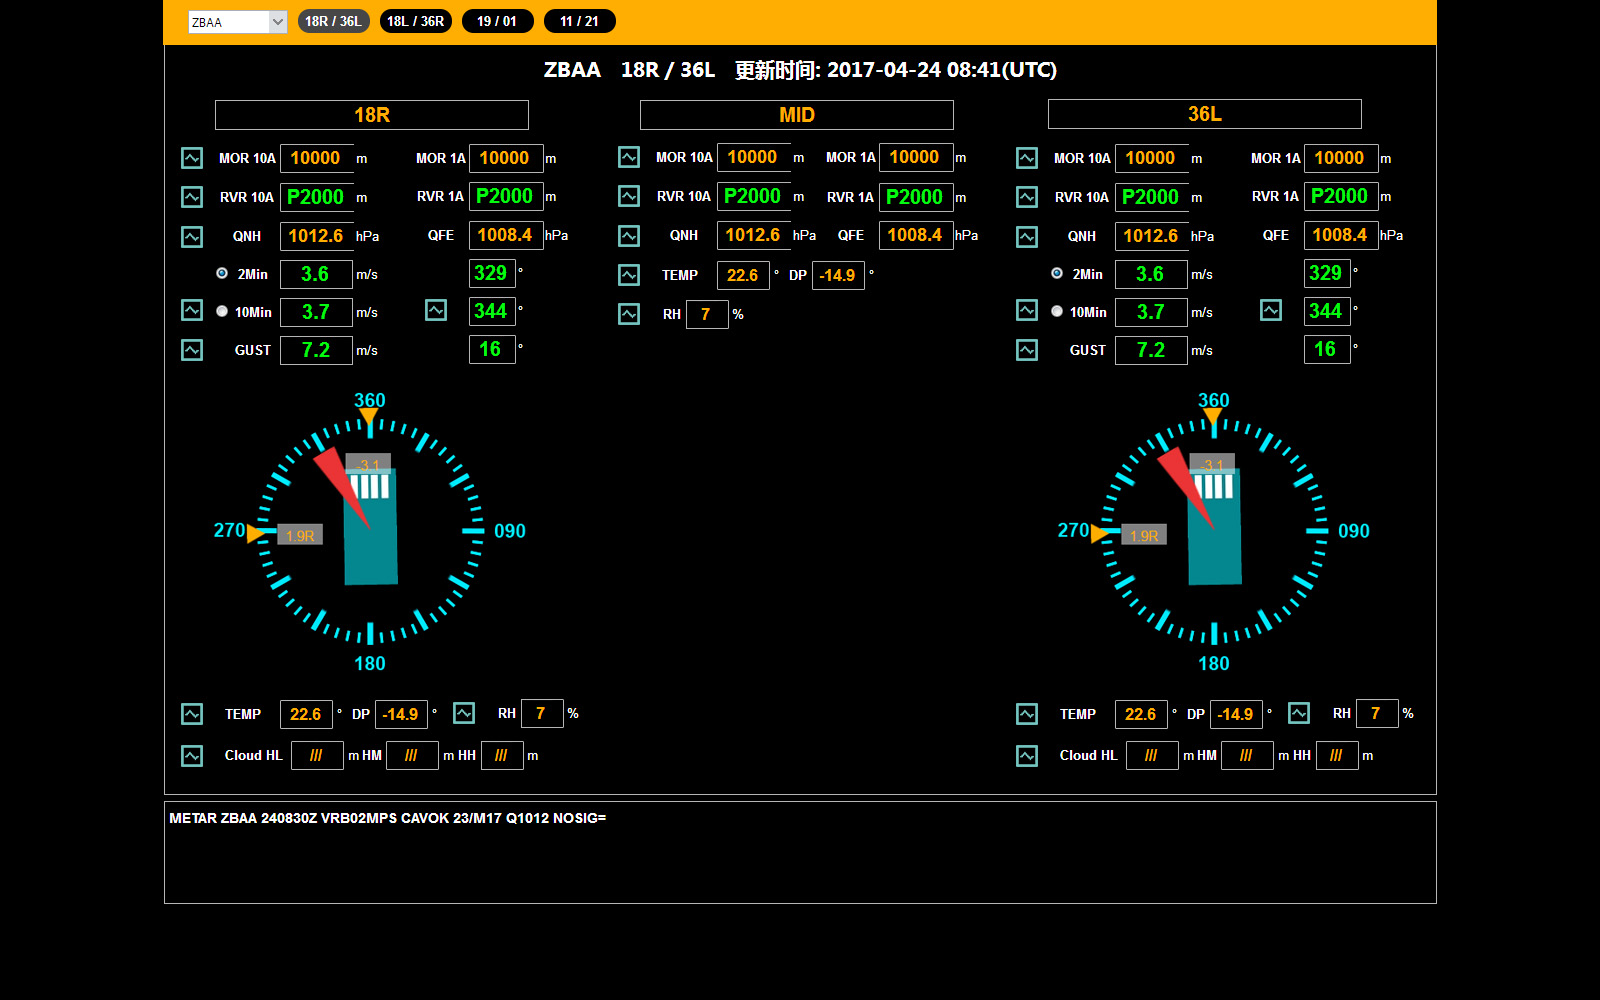 ZBAA 18R / 36L 18L / 36R 19 / 01 11 / 21
ZBAA 18R / 36L 更新时间: 2017-04-24 08:41(UTC)
18R
MOR 10A 10000 m MOR 1A 10000 m
RVR 10A P2000 m RVR 1A P2000 m
QNH 1012.6 hPa QFE 1008.4 hPa
2Min 3.6 m/s 329 °
10Min 3.7 m/s 344 °
GUST 7.2 m/s 16 °
360
-3.1
270 1.9R 090
180
TEMP 22.6 ° DP -14.9 ° RH 7 %
Cloud HL /// m HM /// m HH /// m
MID
MOR 10A 10000 m MOR 1A 10000 m
RVR 10A P2000 m RVR 1A P2000 m
QNH 1012.6 hPa QFE 1008.4 hPa
TEMP 22.6 ° DP -14.9 °
RH 7 %
36L
MOR 10A 10000 m MOR 1A 10000 m
RVR 10A P2000 m RVR 1A P2000 m
QNH 1012.6 hPa QFE 1008.4 hPa
2Min 3.6 m/s 329 °
10Min 3.7 m/s 344 °
GUST 7.2 m/s 16 °
360
-3.1
270 1.9R 090
180
TEMP 22.6 ° DP -14.9 ° RH 7 %
Cloud HL /// m HM /// m HH /// m
METAR ZBAA 240830Z VRB02MPS CAVOK 23/M17 Q1012 NOSIG=